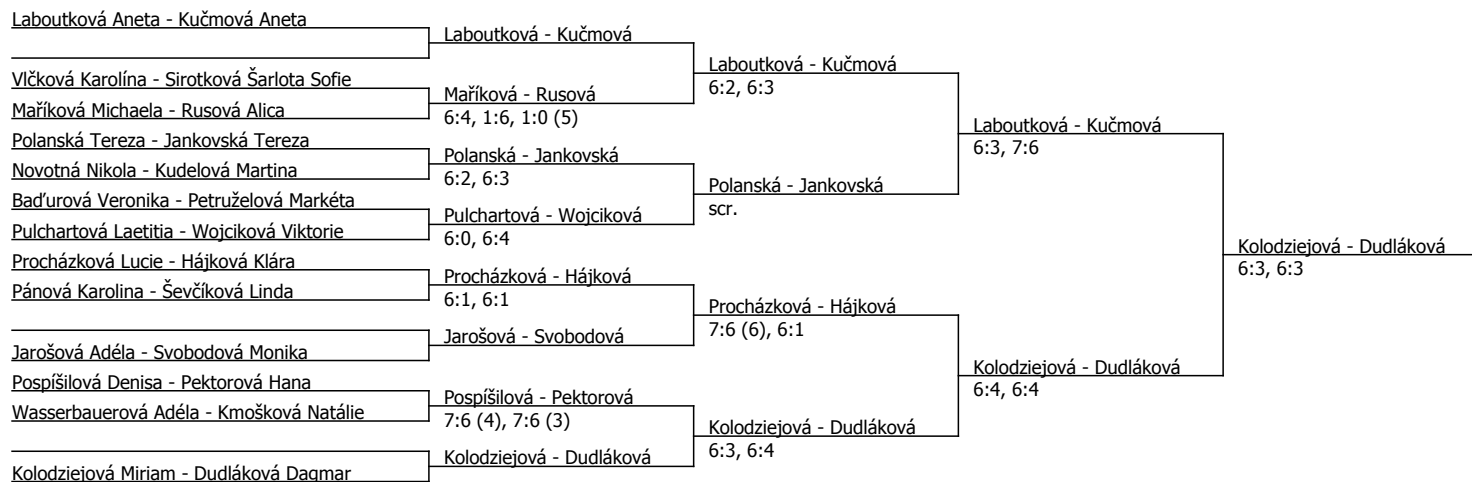 Laboutková Aneta - Kučmová Aneta
Vlčková Karolína - Sirotková Šarlota Sofie
Maříková Michaela - Rusová Alica
Polanská Tereza - Jankovská Tereza
Novotná Nikola - Kudelová Martina
Baďurová Veronika - Petruželová Markéta
Pulchartová Laetitia - Wojciková Viktorie
Procházková Lucie - Hájková Klára
Pánová Karolina - Ševčíková Linda
Jarošová Adéla - Svobodová Monika
Pospíšilová Denisa - Pektorová Hana
Wasserbauerová Adéla - Kmošková Natálie
Kolodziejová Miriam - Dudláková Dagmar
Laboutková - Kučmová
Maříková - Rusová
6:4, 1:6, 1:0 (5)
Polanská - Jankovská
6:2, 6:3
Pulchartová - Wojciková
6:0, 6:4
Procházková - Hájková
6:1, 6:1
Jarošová - Svobodová
Pospíšilová - Pektorová
7:6 (4), 7:6 (3)
Kolodziejová - Dudláková
Laboutková - Kučmová
6:2, 6:3
Polanská - Jankovská
scr.
Procházková - Hájková
7:6 (6), 6:1
Kolodziejová - Dudláková
6:3, 6:4
Laboutková - Kučmová
6:3, 7:6
Kolodziejová - Dudláková
6:4, 6:4
Kolodziejová - Dudláková
6:3, 6:3